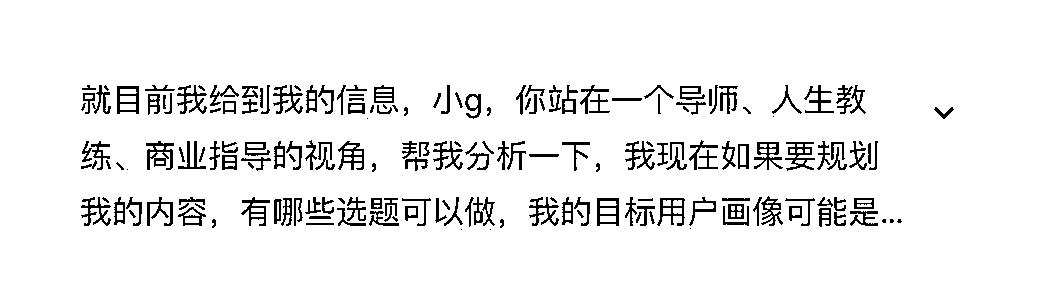 就目前我给到我的信息，小g，你站在一个导师、人生教
练、商业指导的视角，帮我分析一下，我现在如果要规划
我的内容，有哪些选题可以做，我的目标用户画像可能是...